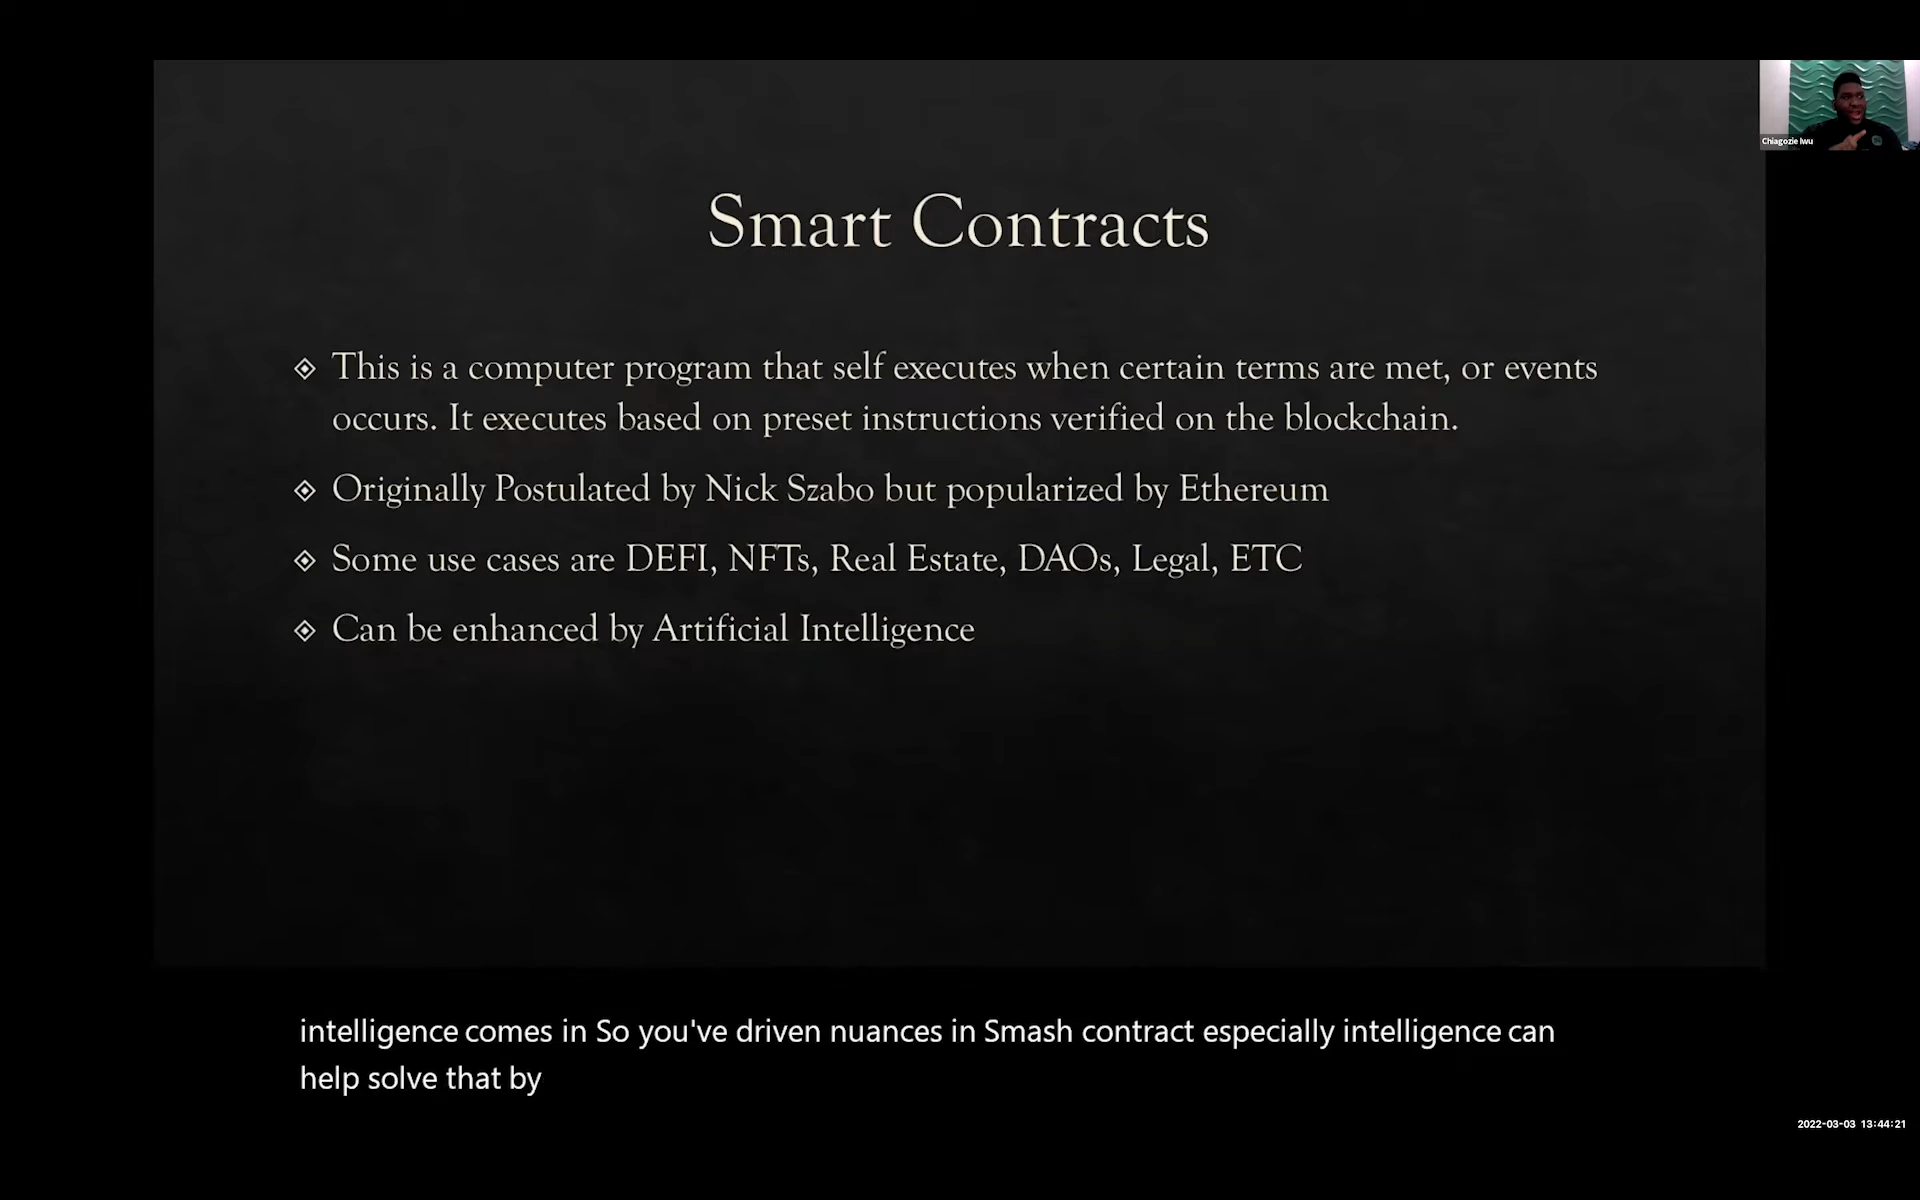 Smart Contracts
This is a computer program that self executes when certain terms are met, or events
occurs. It executes based on preset instructions verified on the blockchain.
Originally Postulated by Nick Szabo but popularized by Ethereum
Some use cases are DEFI, NFTs, Real Estate, DAOs, Legal, ETC
Can be enhanced by Artificial Intelligence
Chiagozie Iwu
intelligence comes in So you've driven nuances in Smash contract especially intelligence can
help solve that by
2022-03-03 13:44:21